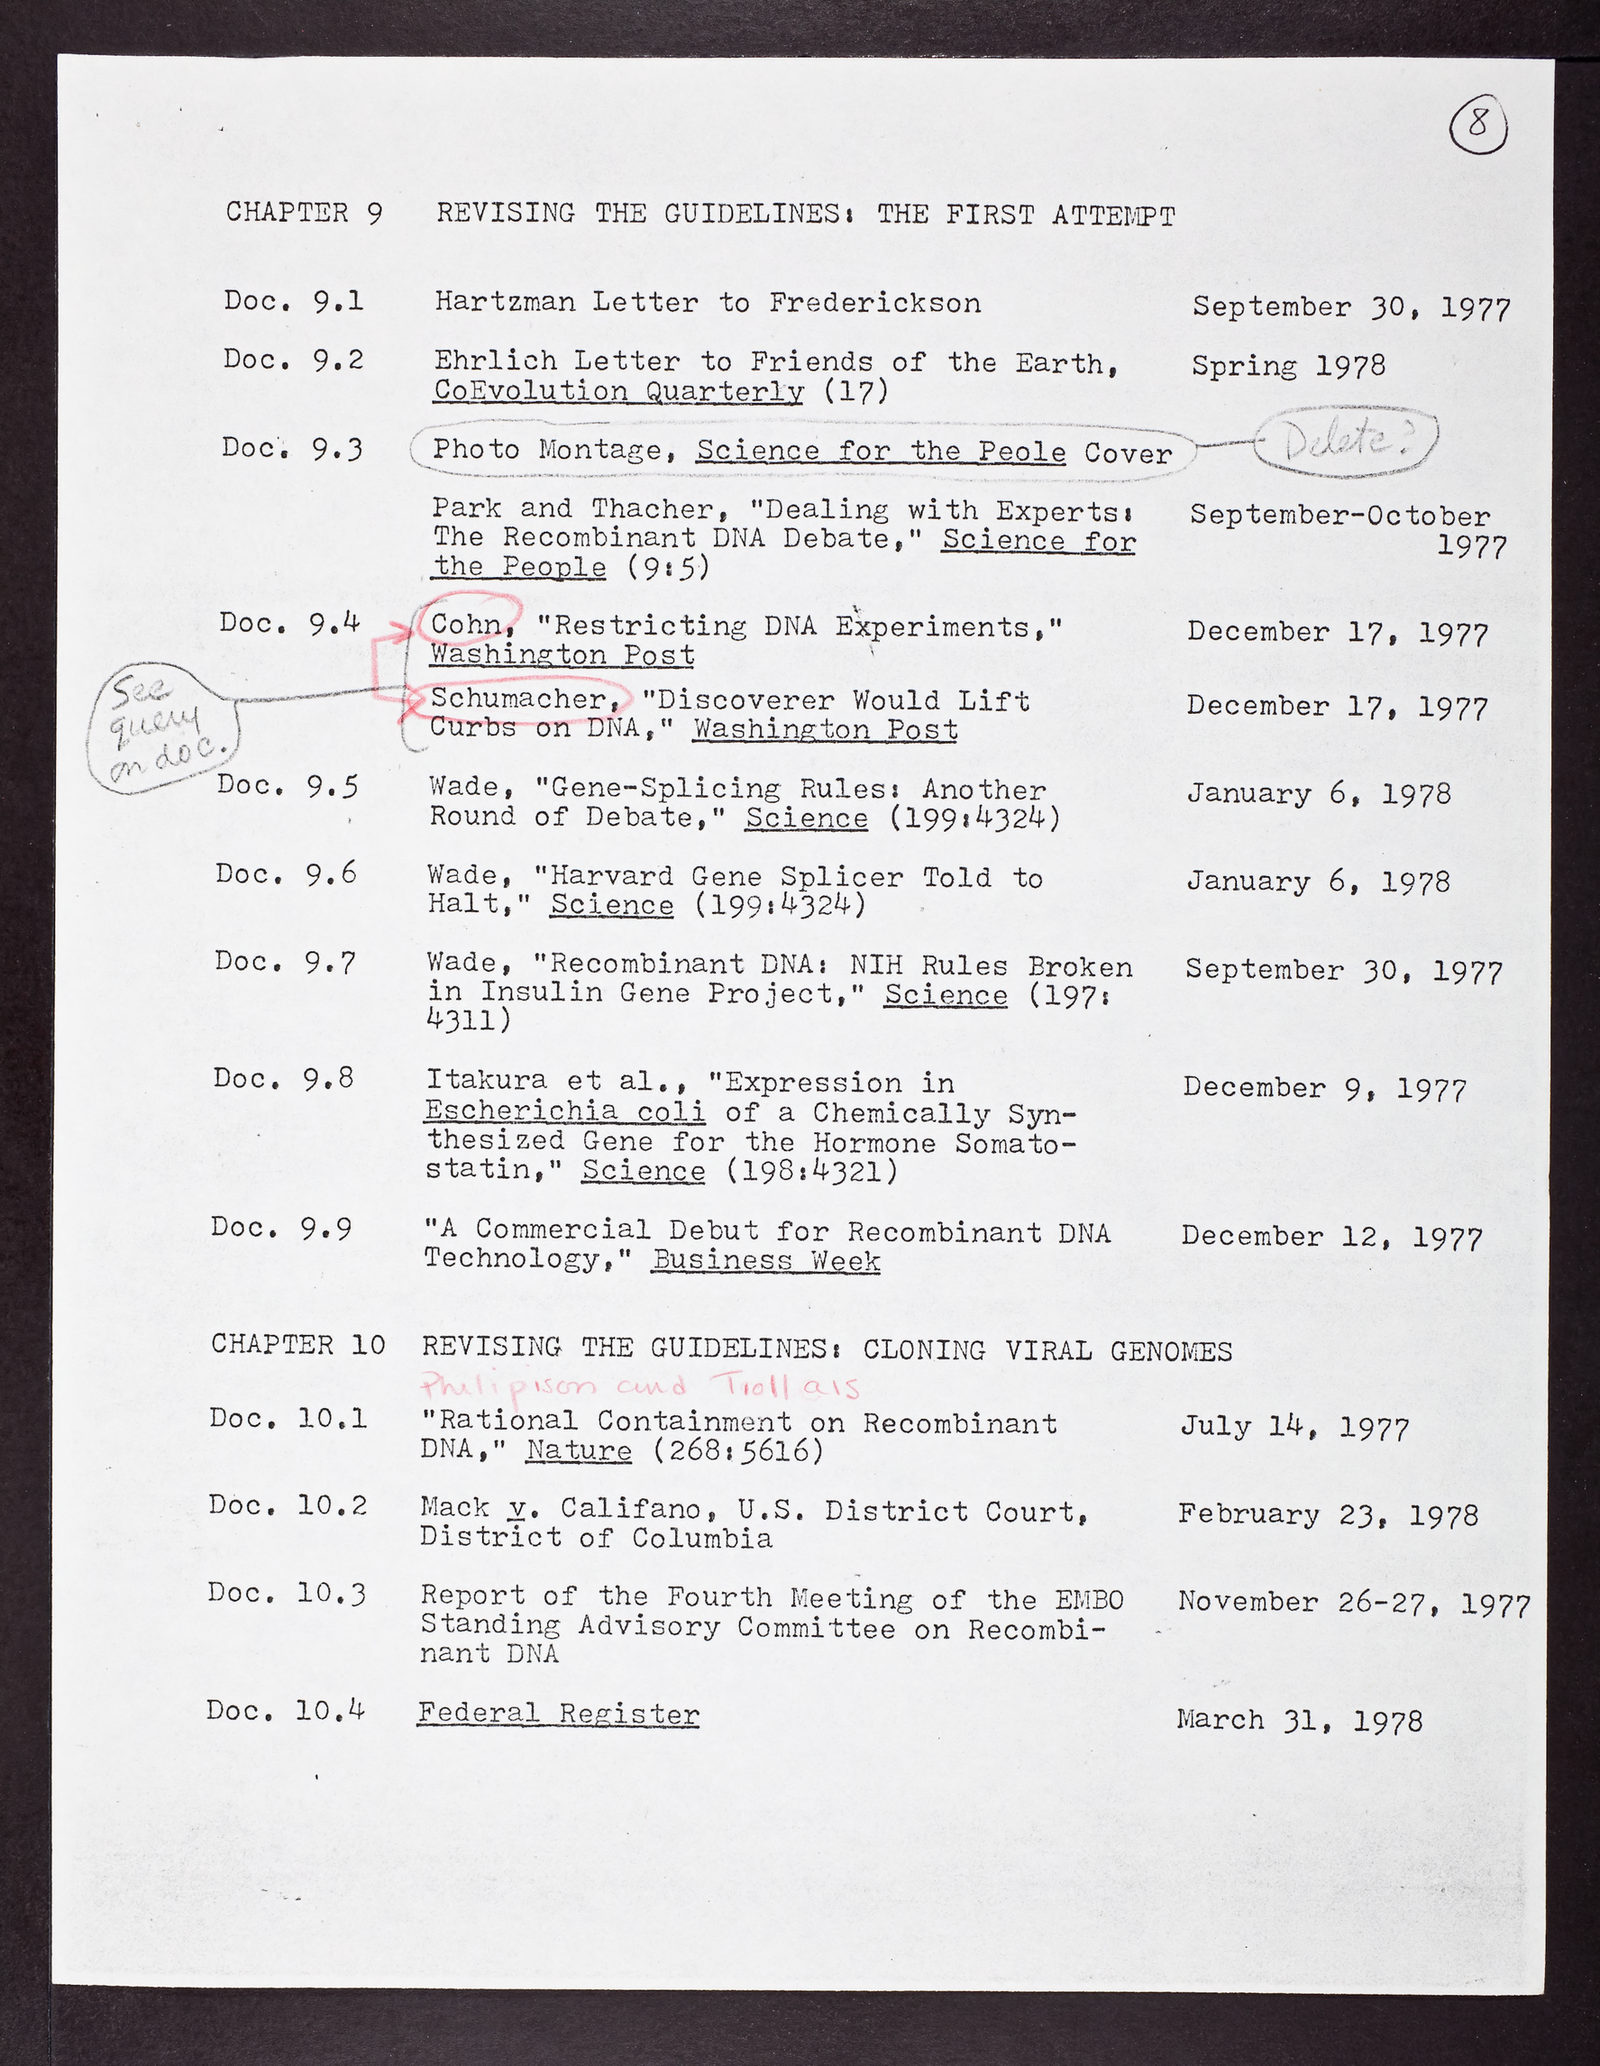 8
CHAPTER 9 REVISING THE GUIDELINES: THE FIRST ATTEMPT
Doc. 9.1 Hartzman Letter to Frederickson September 30, 1977
Doc. 9.2 Ehrlich Letter to Friends of the Earth, Spring 1978
CoEvolution Quarterly (17)
Doc. 9.3 Photo Montage, Science for the Peole Cover Delete?
Park and Thacher, "Dealing with Experts: September-October
The Recombinant DNA Debate," Science for 1977
the People (9:5)
Doc. 9.4 Cohn, "Restricting DNA Experiments," December 17, 1977
Washington Post
See
query
on doc.
Schumacher, "Discoverer Would Lift December 17, 1977
Curbs on DNA," Washington Post
Doc. 9.5 Wade, "Gene-Splicing Rules: Another January 6, 1978
Round of Debate," Science (199:4324)
Doc. 9.6 Wade, "Harvard Gene Splicer Told to January 6, 1978
Halt," Science (199:4324)
Doc. 9.7 Wade, "Recombinant DNA: NIH Rules Broken September 30, 1977
in Insulin Gene Project," Science (197:
4311)
Doc. 9.8 Itakura et al., "Expression in December 9, 1977
Escherichia coli of a Chemically Syn-
thesized Gene for the Hormone Somato-
statin," Science (198:4321)
Doc. 9.9 "A Commercial Debut for Recombinant DNA December 12, 1977
Technology," Business Week
CHAPTER 10 REVISING THE GUIDELINES: CLONING VIRAL GENOMES
Philipison and Tiollais
Doc. 10.1 "Rational Containment on Recombinant July 14, 1977
DNA," Nature (268:5616)
Doc. 10.2 Mack v. Califano, U.S. District Court, February 23, 1978
District of Columbia
Doc. 10.3 Report of the Fourth Meeting of the EMBO November 26-27, 1977
Standing Advisory Committee on Recombi-
nant DNA
Doc. 10.4 Federal Register March 31, 1978